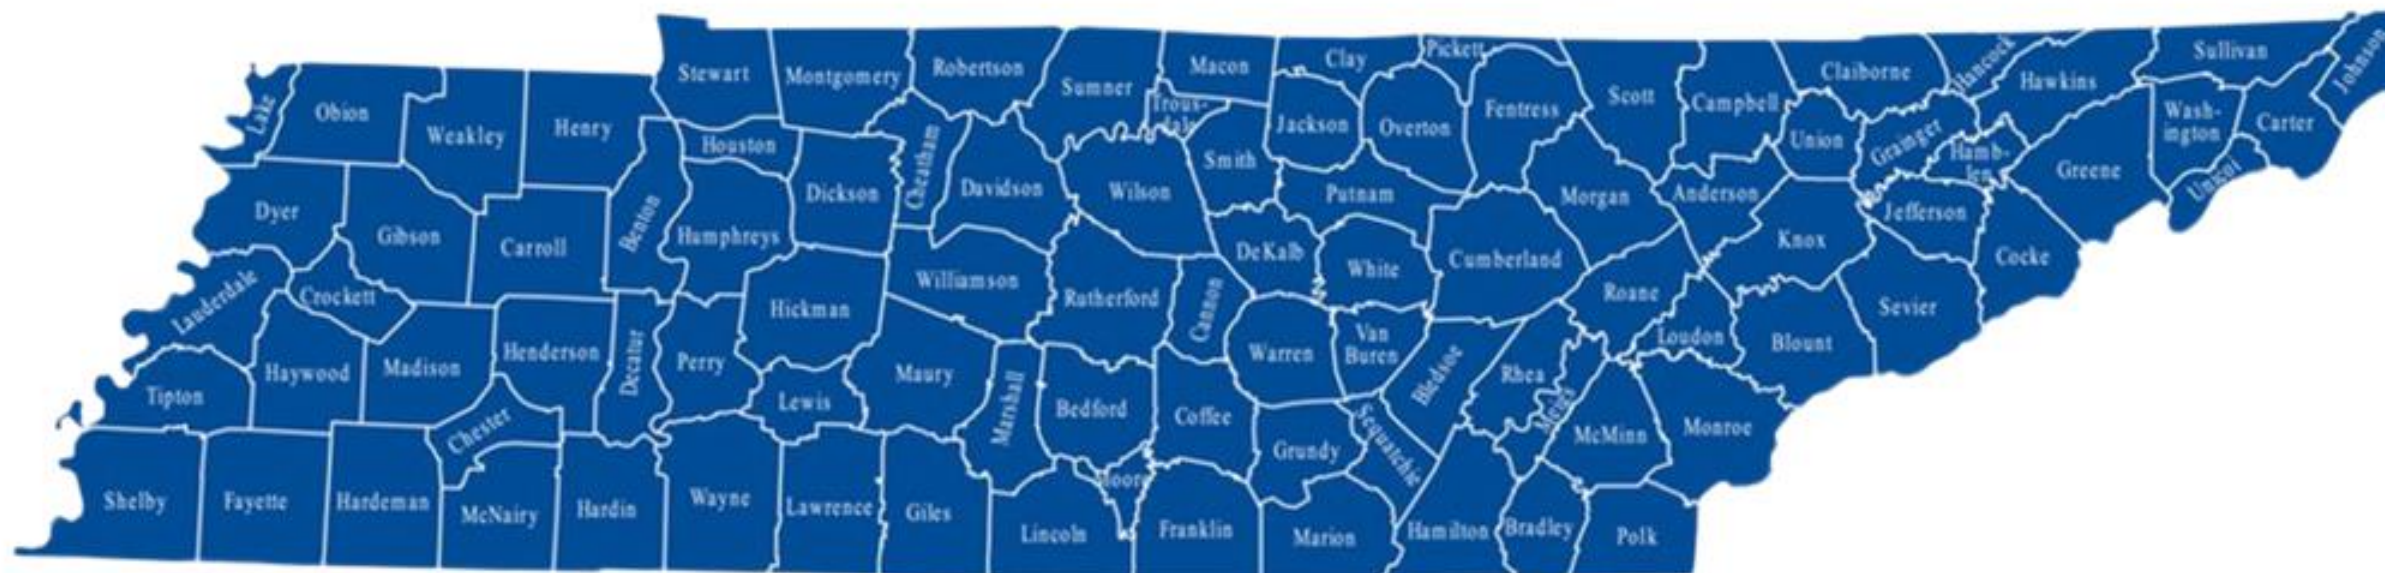 Stewart
Montgomery
Robertson
Sumner
Macon
Trous-
dale
Clay
Pickett
Fentress
Scott
Campbell
Claiborne
Hancock
Hawkins
Sullivan
Johnson
Lake
Obion
Weakley
Henry
Houston
Cheatham
Jackson
Overton
Union
Grainger
Hamb-
len
Greene
Wash-
ington
Carter
Unicoi
Dyer
Gibson
Carroll
Benton
Humphreys
Dickson
Davidson
Wilson
Smith
Putnam
Morgan
Anderson
Knox
Jefferson
Cocke
Lauderdale
Crockett
Hickman
Williamson
Rutherford
Cannon
DeKalb
White
Cumberland
Roane
Loudon
Blount
Sevier
Tipton
Haywood
Madison
Henderson
Decatur
Perry
Lewis
Maury
Marshall
Bedford
Coffee
Warren
Van
Buren
Bledsoe
Rhea
Meigs
McMinn
Monroe
Shelby
Fayette
Hardeman
Chester
McNairy
Hardin
Wayne
Lawrence
Giles
Lincoln
Moore
Franklin
Grundy
Sequatchie
Marion
Hamilton
Bradley
Polk